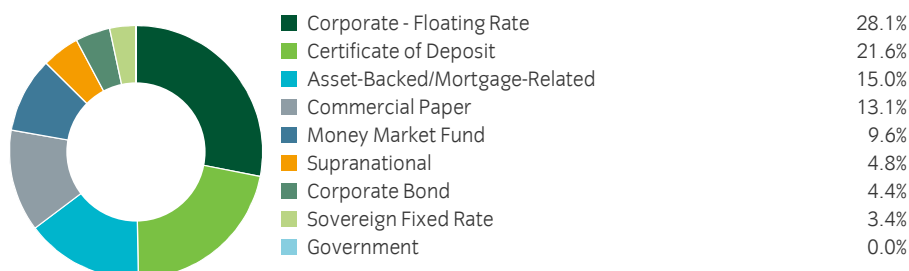 Corporate - Floating Rate 28.1%
Certificate of Deposit 21.6%
Asset-Backed/Mortgage-Related 15.0%
Commercial Paper 13.1%
Money Market Fund 9.6%
Supranational 4.8%
Corporate Bond 4.4%
Sovereign Fixed Rate 3.4%
Government 0.0%